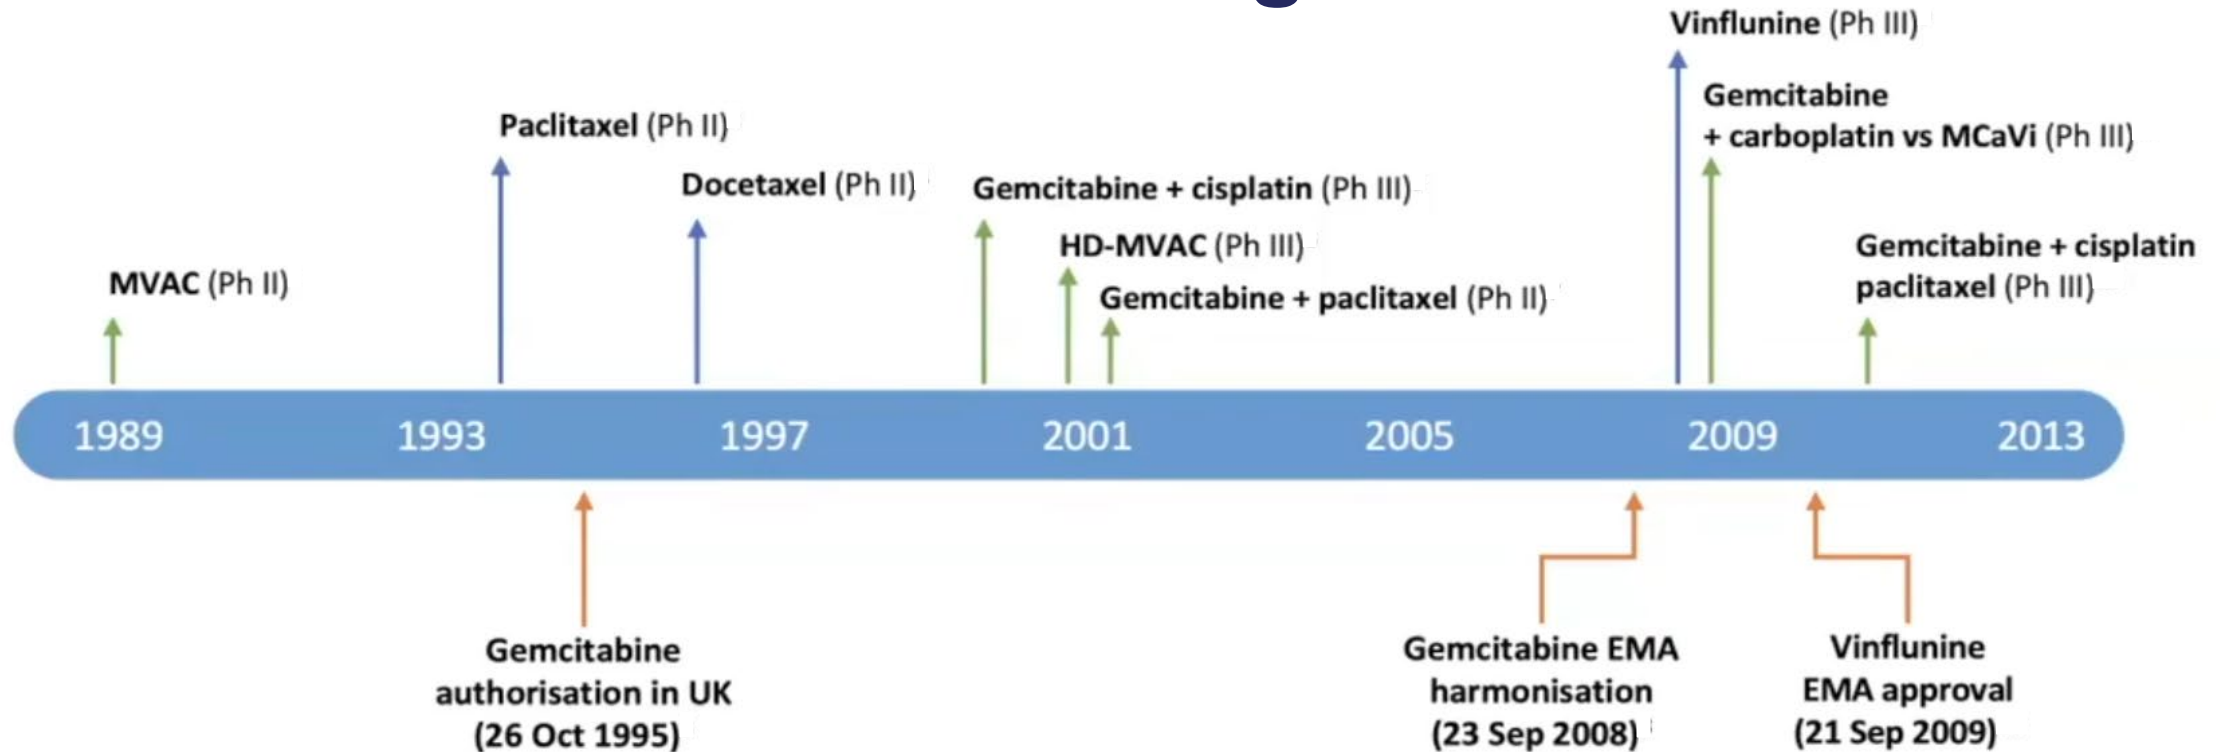 Vinflunine (Ph III)
Gemcitabine
+ carboplatin vs MCaVi (Ph III)
Paclitaxel (Ph II)
Docetaxel (Ph II)
Gemcitabine + cisplatin (Ph III)
HD-MVAC (Ph III)
Gemcitabine + cisplatin
paclitaxel (Ph III)
MVAC (Ph II)
Gemcitabine + paclitaxel (Ph II)
1989 1993 1997 2001 2005 2009 2013
Gemcitabine
authorisation in UK
(26 Oct 1995)
Gemcitabine EMA
harmonisation
(23 Sep 2008)
Vinflunine
EMA approval
(21 Sep 2009)